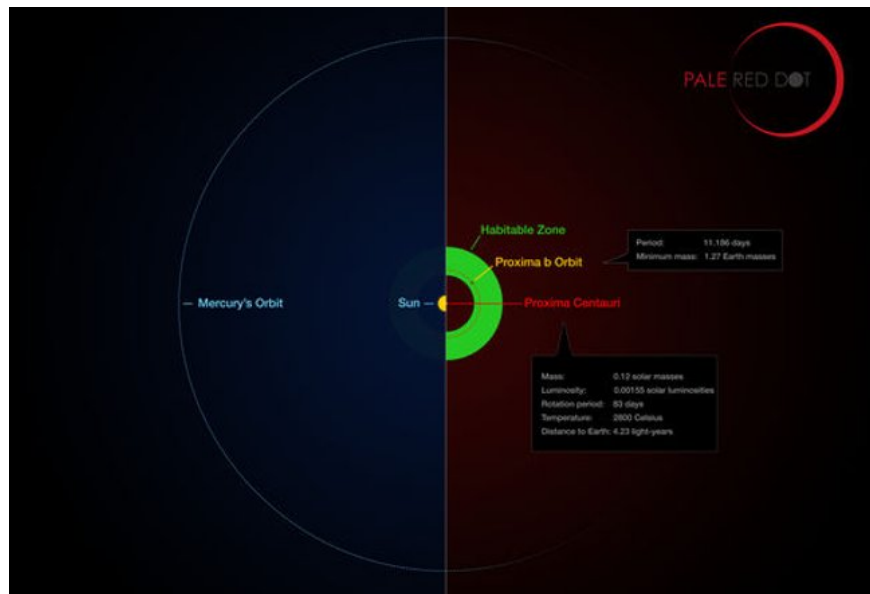 PALE RED DOT
Habitable Zone
Proxima b Orbit
Period: 11.186 days
Minimum mass: 1.27 Earth masses
Mercury's Orbit
Sun
Proxima Centauri
Mass: 0.12 solar masses
Luminosity: 0.00155 solar luminosities
Rotation period: 83 days
Temperature: 2800 Celsius
Distance to Earth: 4.23 light-years